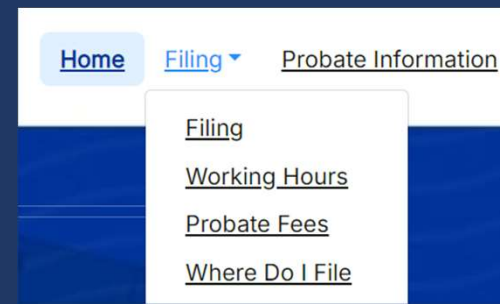 Home Filing Probate Information
Filing
Working Hours
Probate Fees
Where Do I File